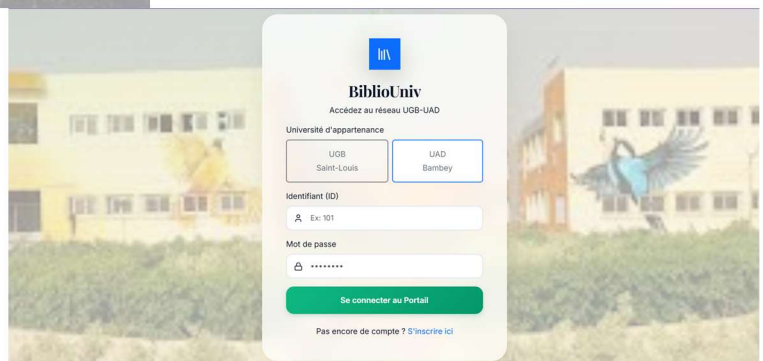 BiblioUniv
Accédez au réseau UGB-UAD
Université d'appartenance
UGB
Saint-Louis
UAD
Bambey
Identifiant (ID)
Ex: 101
Mot de passe
••••••••
Se connecter au Portail
Pas encore de compte ? S'inscrire ici